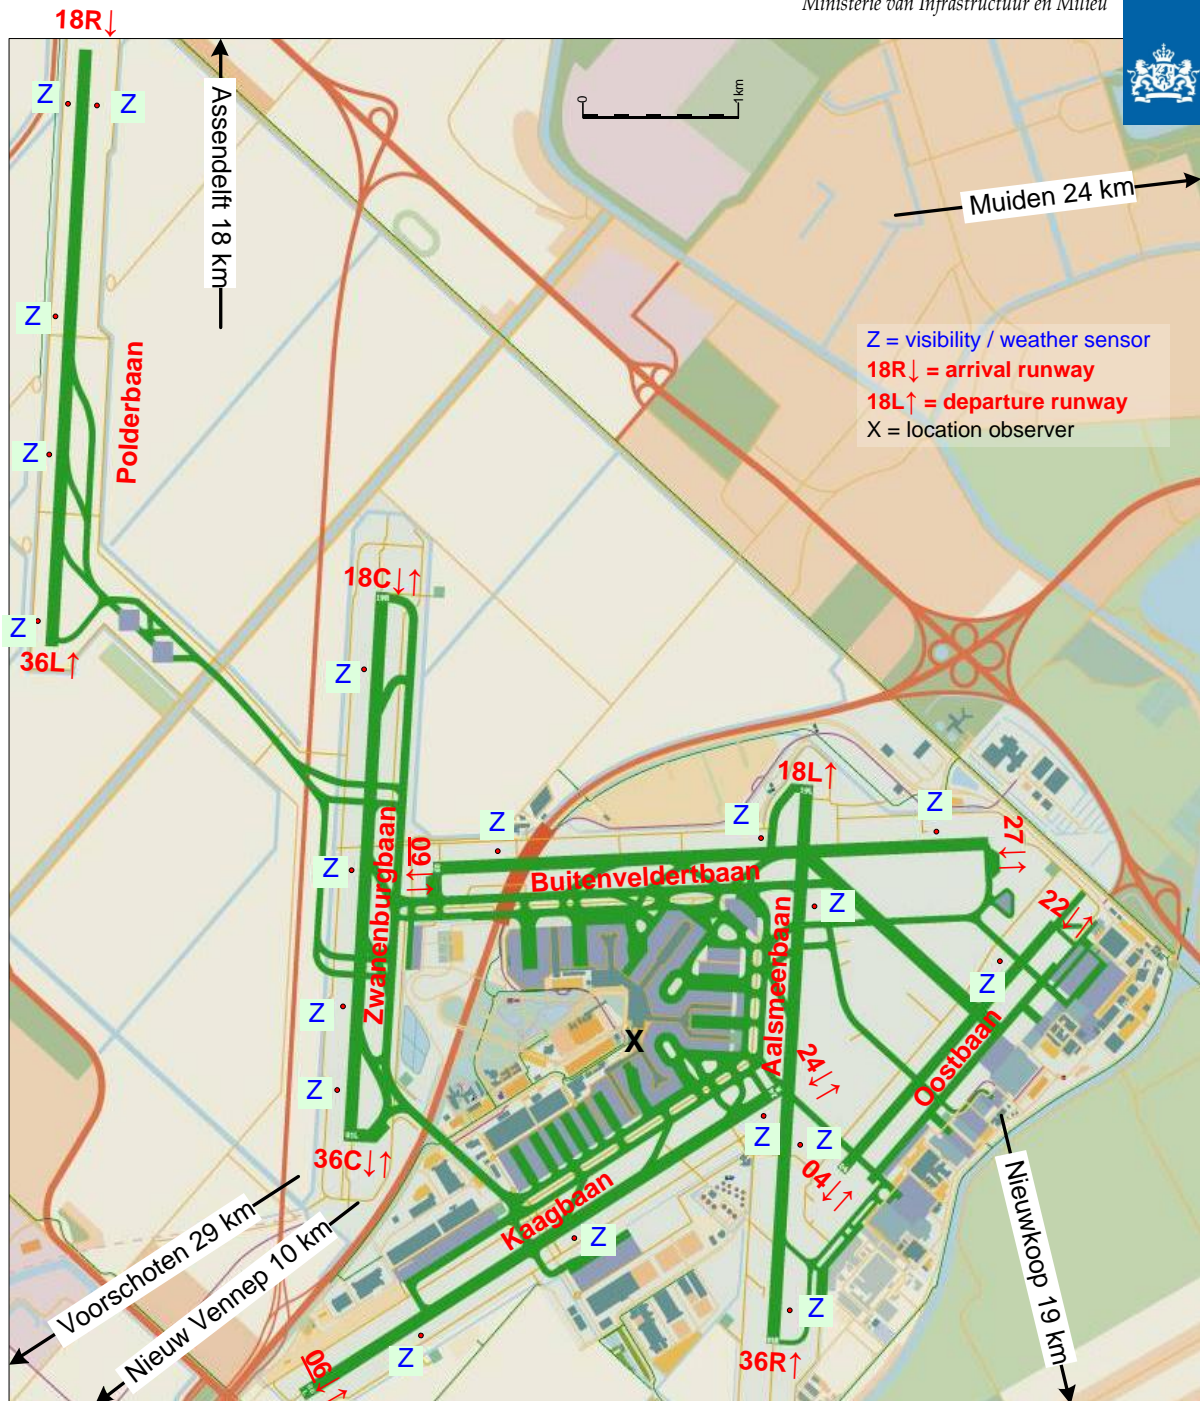 Ministerie van Infrastructuur en Milieu
18R↓
Z
Z
Assendelft 18 km
0
1km
Muiden 24 km
Z = visibility / weather sensor
18R↓ = arrival runway
18L↑ = departure runway
X = location observer
Z
Polderbaan
Z
18C↓↑
Z
36L↑
Z
18L↑
Z
Z
Z
27↓↑
09↓↑
Zwanenburgbaan
Z
Buitenveldertbaan
22↓↑
Z
Aalsmeerbaan
Z
Z
X
Oostbaan
24↓↑
Z
Z
Z
04↓↑
36C↓↑
Kaagbaan
Z
Voorschoten 29 km
Nieuw Vennep 10 km
Nieuwkoop 19 km
Z
Z
06↓↑
36R↑